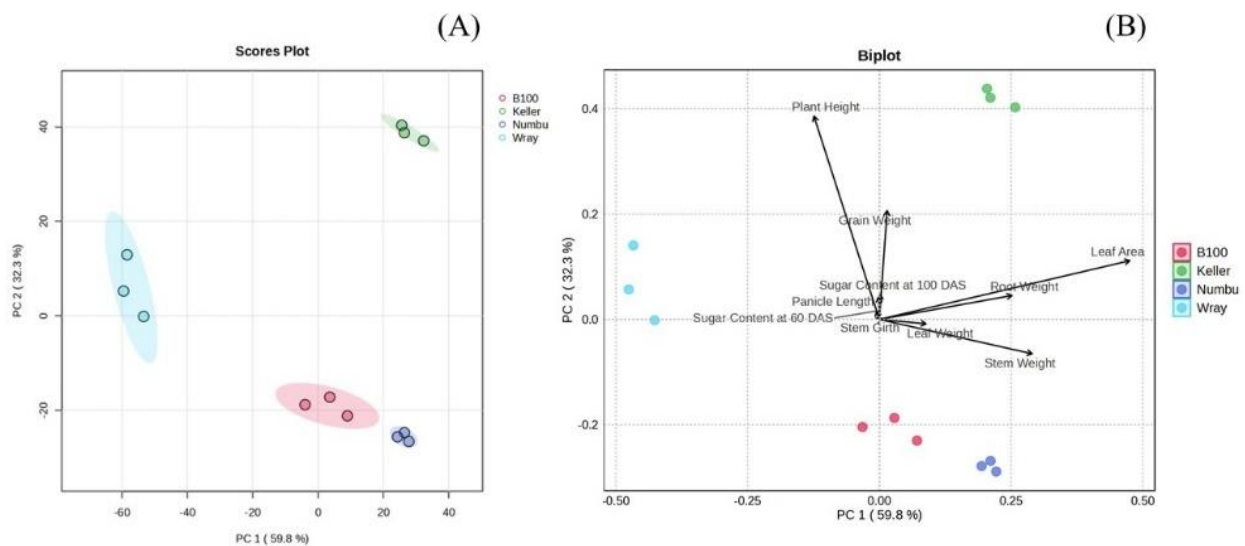 (A)
Scores Plot
B100
Keller
Numbu
Wray
40
20
0
-20
PC 2 ( 32.3 %)
-60
-40
-20
0
20
40
PC 1 ( 59.8 %)
(B)
Biplot
Plant Height
Grain Weight
Leaf Area
Sugar Content at 100 DAS
Root Weight
Panicle Length
Sugar Content at 60 DAS
Stem Girth
Leaf Weight
Stem Weight
0.4
0.2
0.0
-0.2
PC 2 ( 32.3 %)
-0.50
-0.25
0.00
0.25
0.50
PC 1 ( 59.8 %)
B100
Keller
Numbu
Wray